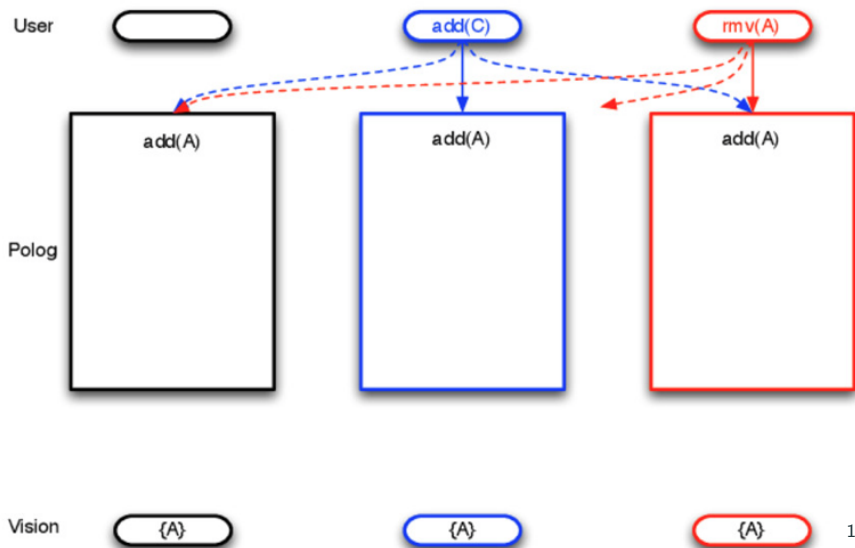 User add(C) rmv(A)
add(A) add(A) add(A)
Polog
Vision {A} {A} {A} 1